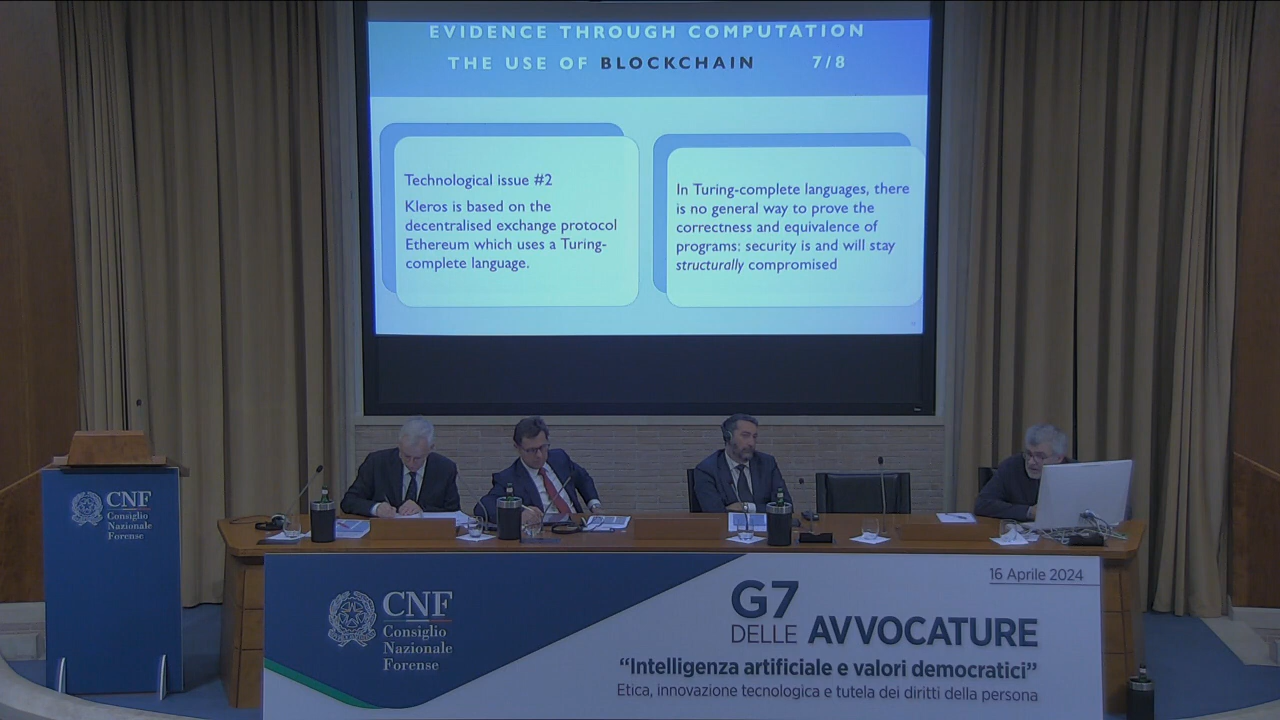 EVIDENCE THROUGH COMPUTATION
THE USE OF BLOCKCHAIN 7/8
Technological issue #2
Kleros is based on the
decentralised exchange protocol
Ethereum which uses a Turing-
complete language.
In Turing-complete languages, there
is no general way to prove the
correctness and equivalence of
programs: security is and will stay
structurally compromised
CNF
Consiglio
Nazionale
Forense
CNF
Consiglio
Nazionale
Forense
16 Aprile 2024
G7
DELLE AVVOCATURE
“Intelligenza artificiale e valori democratici”
Etica, innovazione tecnologica e tutela dei diritti della persona